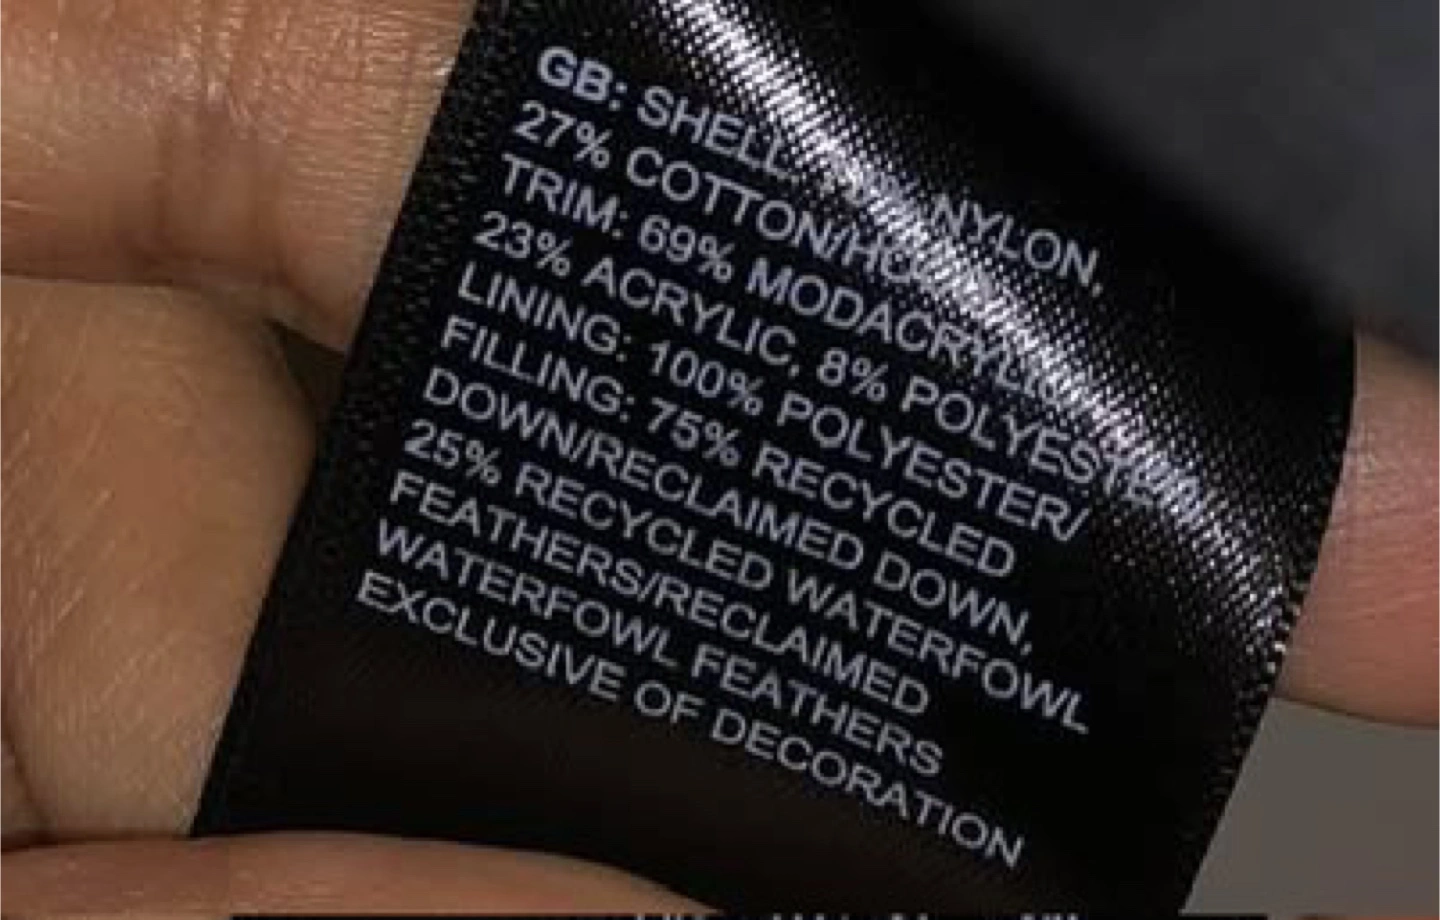 GB: SHELL: NYLON,
27% COTTON/
TRIM: 69% MODACRYLIC,
23% ACRYLIC, 8% POLYESTER/
LINING: 100% POLYESTER/
FILLING: 75% RECYCLED
DOWN/RECLAIMED DOWN,
25% RECYCLED WATERFOWL
FEATHERS/RECLAIMED
WATERFOWL FEATHERS
EXCLUSIVE OF DECORATION